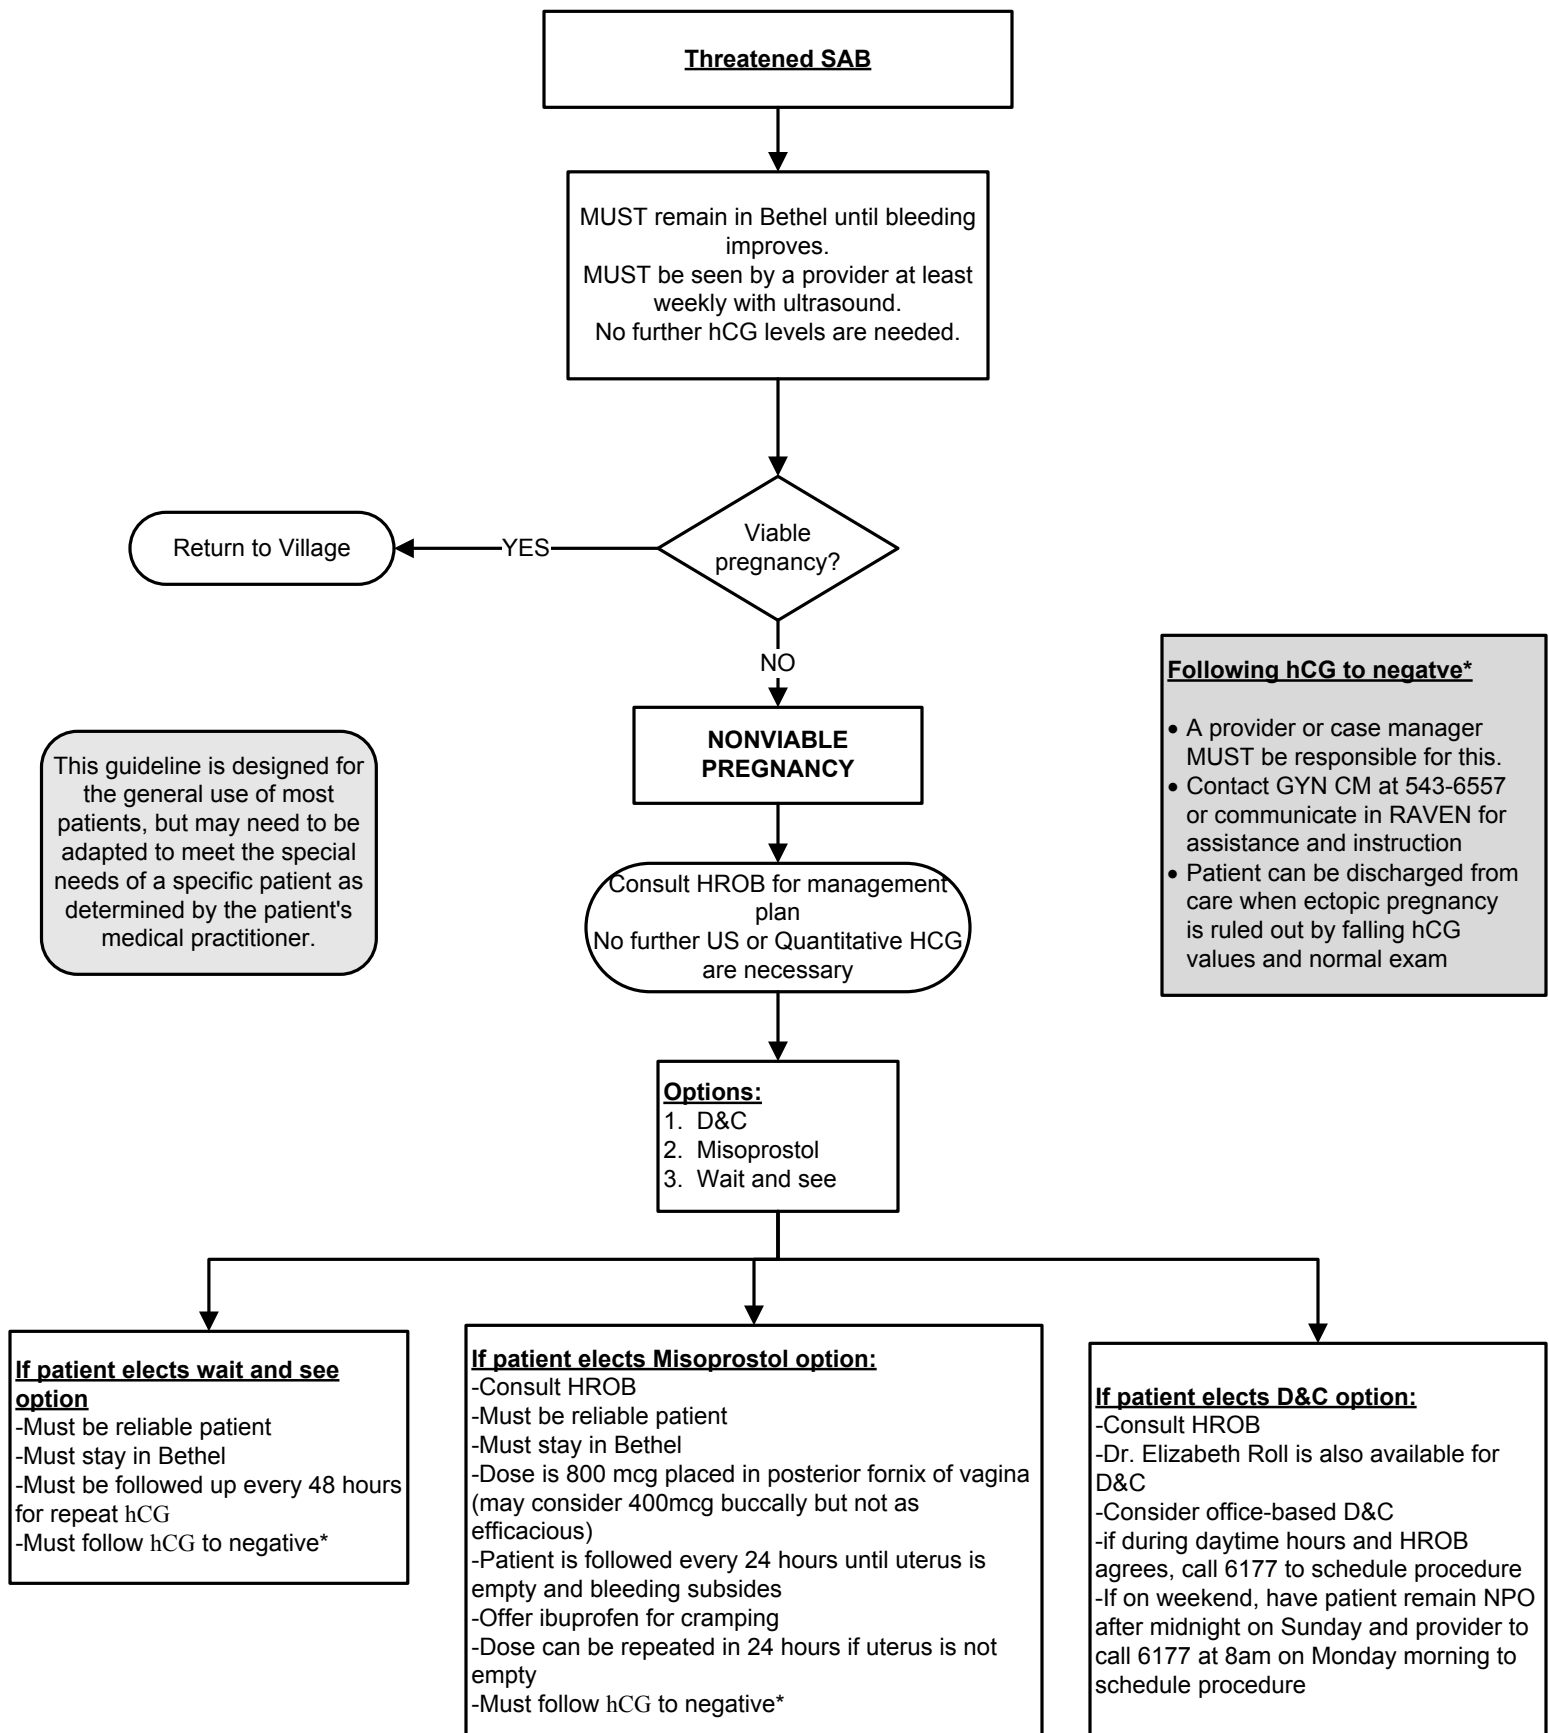 Threatened SAB
MUST remain in Bethel until bleeding
improves.
MUST be seen by a provider at least
weekly with ultrasound.
No further hCG levels are needed.
Viable
pregnancy?
YES
Return to Village
NO
NONVIABLE
PREGNANCY
This guideline is designed for
the general use of most
patients, but may need to be
adapted to meet the special
needs of a specific patient as
determined by the patient's
medical practitioner.
Following hCG to negatve*
• A provider or case manager
MUST be responsible for this.
• Contact GYN CM at 543-6557
or communicate in RAVEN for
assistance and instruction
• Patient can be discharged from
care when ectopic pregnancy
is ruled out by falling hCG
values and normal exam
Consult HROB for management
plan
No further US or Quantitative HCG
are necessary
Options:
1. D&C
2. Misoprostol
3. Wait and see
If patient elects wait and see
option
-Must be reliable patient
-Must stay in Bethel
-Must be followed up every 48 hours
for repeat hCG
-Must follow hCG to negative*
If patient elects Misoprostol option:
-Consult HROB
-Must be reliable patient
-Must stay in Bethel
-Dose is 800 mcg placed in posterior fornix of vagina
(may consider 400mcg buccally but not as
efficacious)
-Patient is followed every 24 hours until uterus is
empty and bleeding subsides
-Offer ibuprofen for cramping
-Dose can be repeated in 24 hours if uterus is not
empty
-Must follow hCG to negative*
If patient elects D&C option:
-Consult HROB
-Dr. Elizabeth Roll is also available for
D&C
-Consider office-based D&C
-if during daytime hours and HROB
agrees, call 6177 to schedule procedure
-If on weekend, have patient remain NPO
after midnight on Sunday and provider to
call 6177 at 8am on Monday morning to
schedule procedure